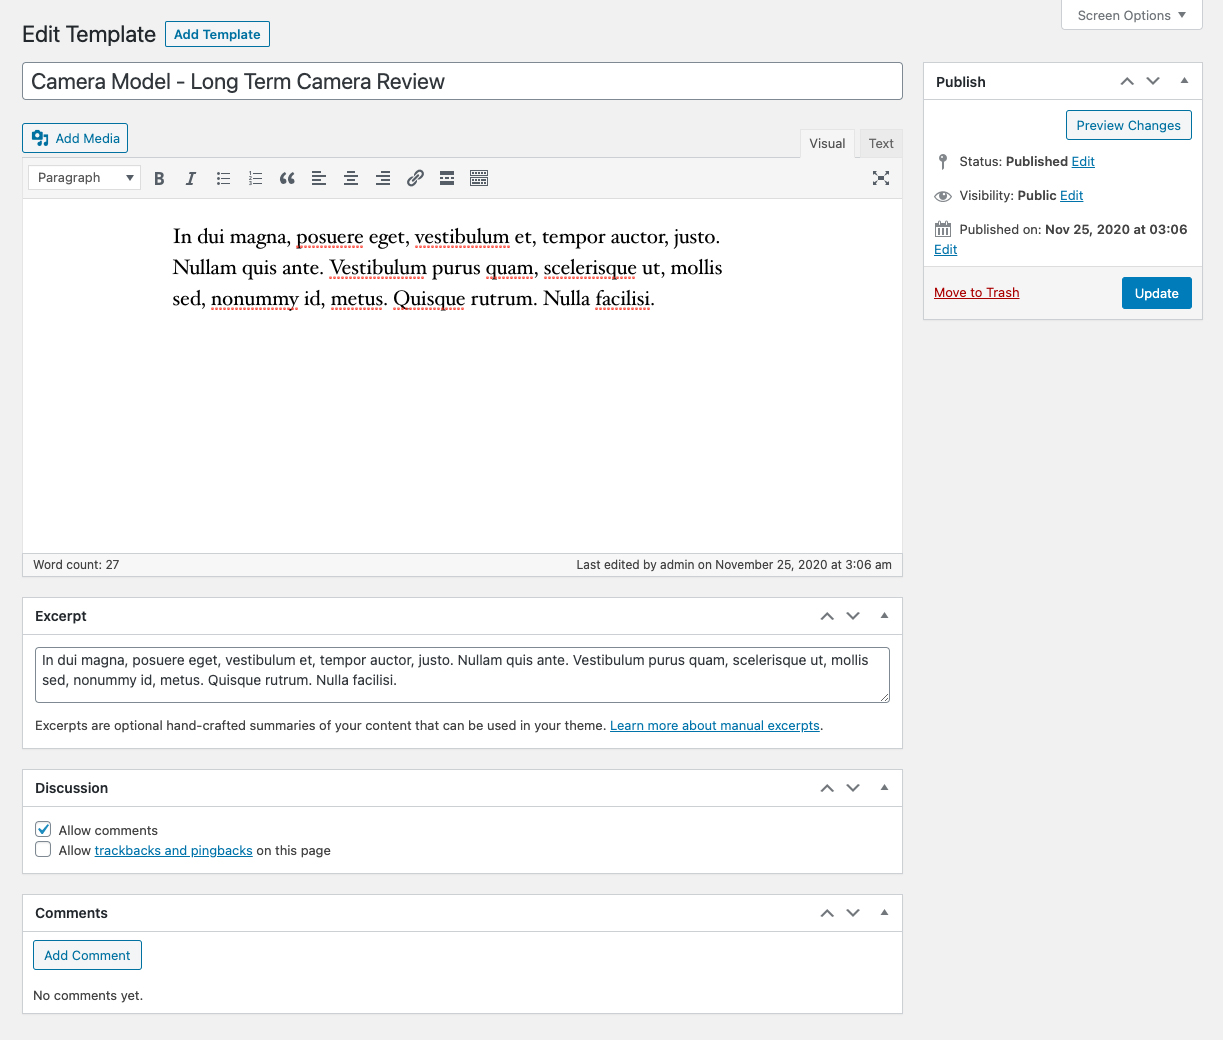 Screen Options
Edit Template Add Template
Camera Model - Long Term Camera Review
Add Media
Visual Text
Paragraph
In dui magna, posuere eget, vestibulum et, tempor auctor, justo.
Nullam quis ante. Vestibulum purus quam, scelerisque ut, mollis
sed, nonummy id, metus. Quisque rutrum. Nulla facilisi.
Word count: 27 Last edited by admin on November 25, 2020 at 3:06 am
Excerpt
In dui magna, posuere eget, vestibulum et, tempor auctor, justo. Nullam quis ante. Vestibulum purus quam, scelerisque ut, mollis
sed, nonummy id, metus. Quisque rutrum. Nulla facilisi.
Excerpts are optional hand-crafted summaries of your content that can be used in your theme. Learn more about manual excerpts.
Discussion
Allow comments
Allow trackbacks and pingbacks on this page
Comments
Add Comment
No comments yet.
Publish
Preview Changes
Status: Published Edit
Visibility: Public Edit
Published on: Nov 25, 2020 at 03:06
Edit
Move to Trash Update